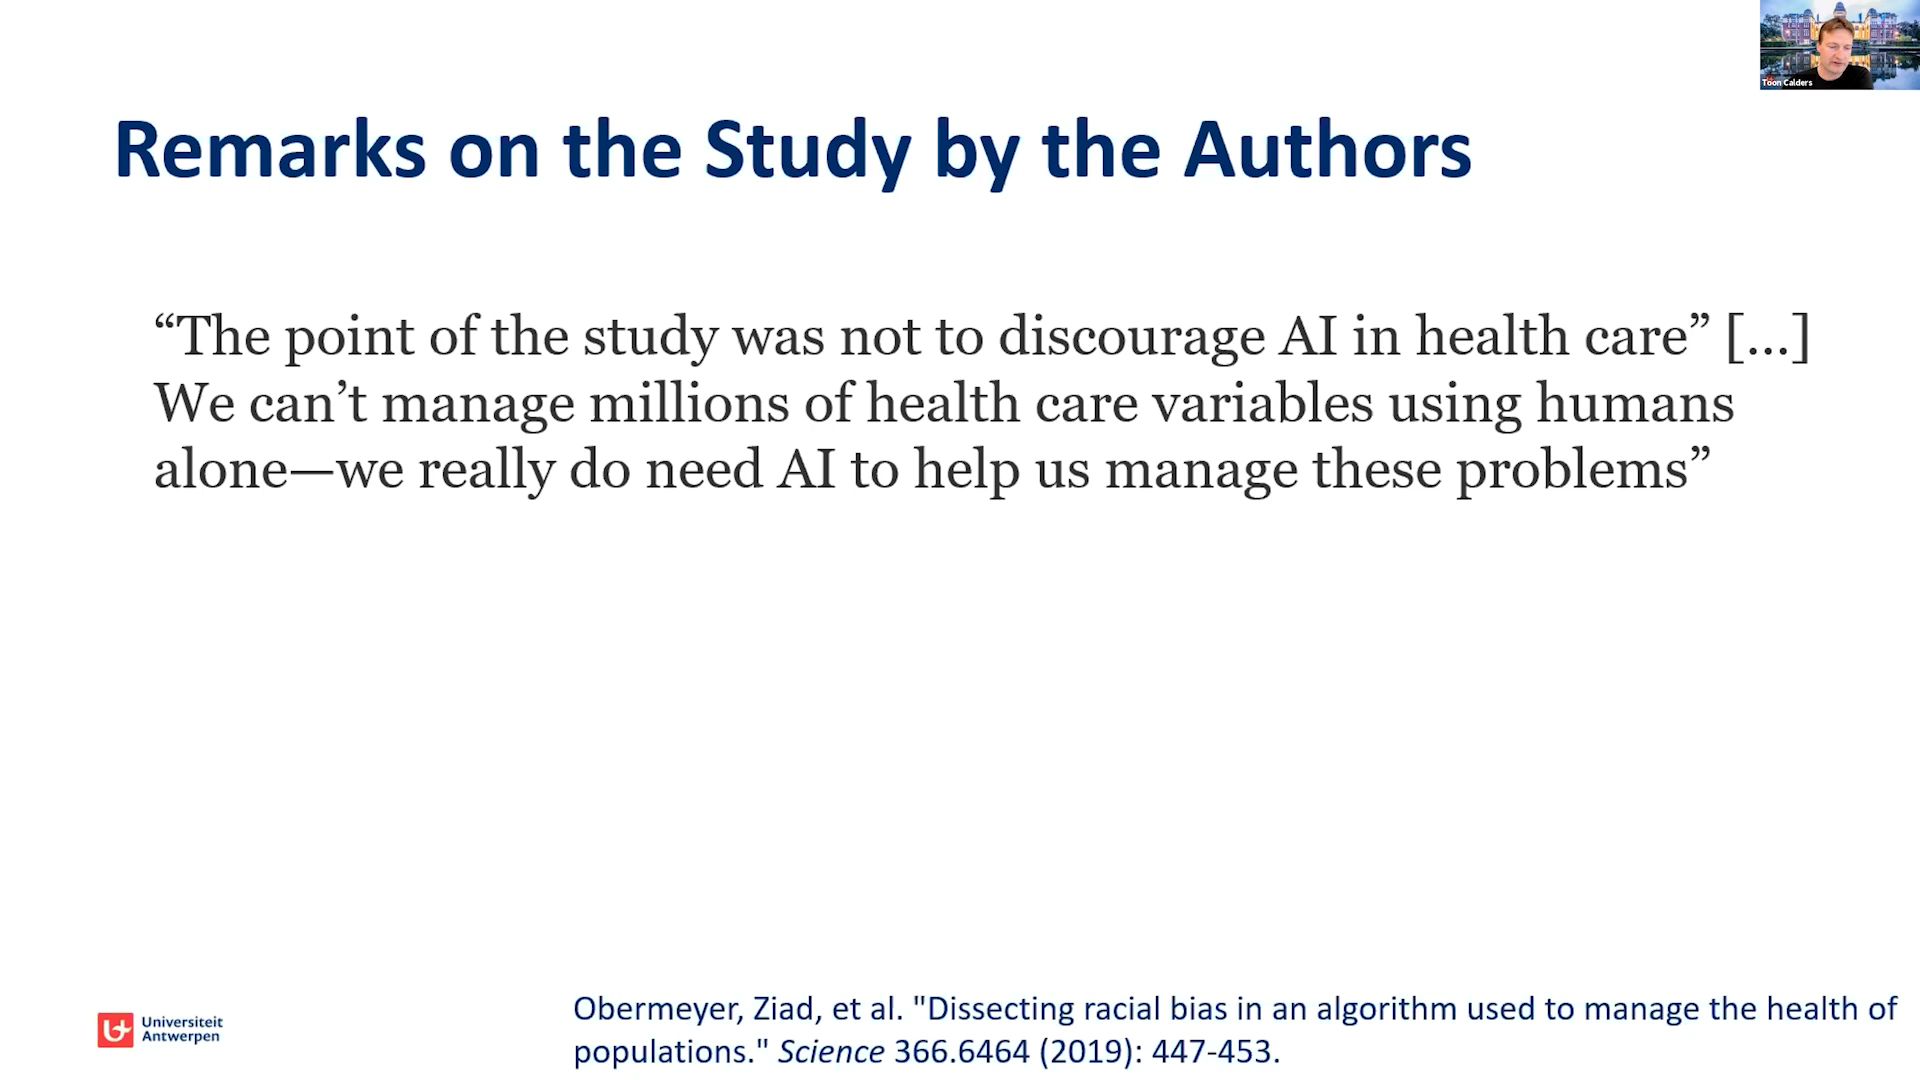 Toon Calders
Remarks on the Study by the Authors
“The point of the study was not to discourage AI in health care” [...]
We can’t manage millions of health care variables using humans
alone—we really do need AI to help us manage these problems”
Universiteit
Antwerpen
Obermeyer, Ziad, et al. "Dissecting racial bias in an algorithm used to manage the health of
populations." Science 366.6464 (2019): 447-453.